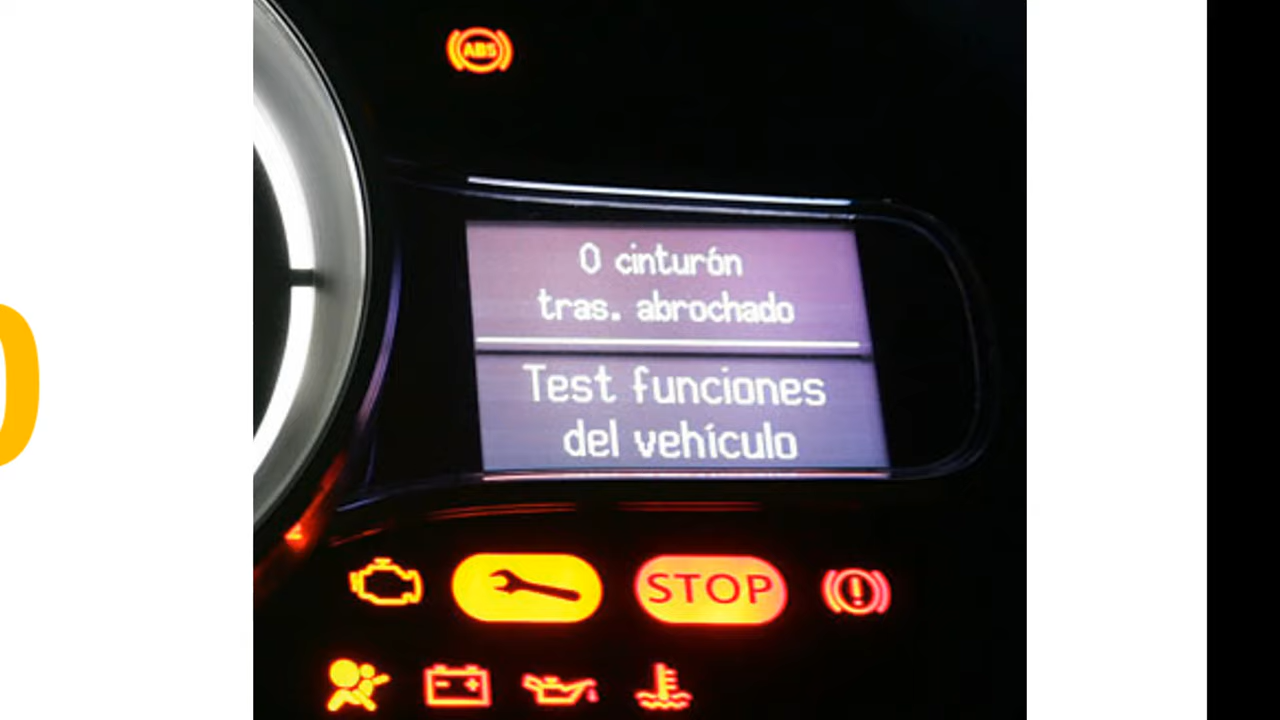 ABS
0 cinturón
tras. abrochado
Test funciones
del vehículo
STOP